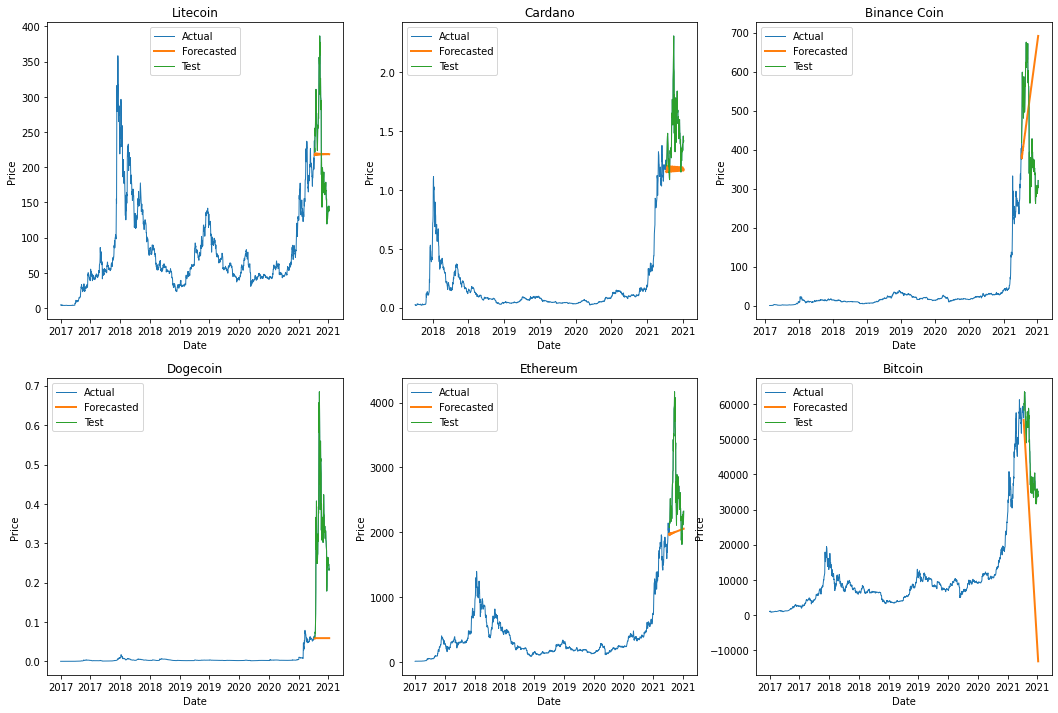 Litecoin
Price
400
350
300
250
200
150
100
50
0
Actual
Forecasted
Test
2017 2017 2018 2018 2019 2019 2020 2020 2021 2021
Date
Cardano
Price
2.0
1.5
1.0
0.5
0.0
Actual
Forecasted
Test
2018 2018 2019 2019 2020 2020 2021 2021
Date
Binance Coin
Price
700
600
500
400
300
200
100
0
Actual
Forecasted
Test
2017 2018 2018 2019 2019 2020 2020 2021 2021
Date
Dogecoin
Price
0.7
0.6
0.5
0.4
0.3
0.2
0.1
0.0
Actual
Forecasted
Test
2017 2017 2018 2018 2019 2019 2020 2020 2021 2021
Date
Ethereum
Price
4000
3000
2000
1000
0
Actual
Forecasted
Test
2017 2017 2018 2018 2019 2019 2020 2020 2021 2021
Date
Bitcoin
Price
60000
50000
40000
30000
20000
10000
0
−10000
Actual
Forecasted
Test
2017 2017 2018 2018 2019 2019 2020 2020 2021 2021
Date